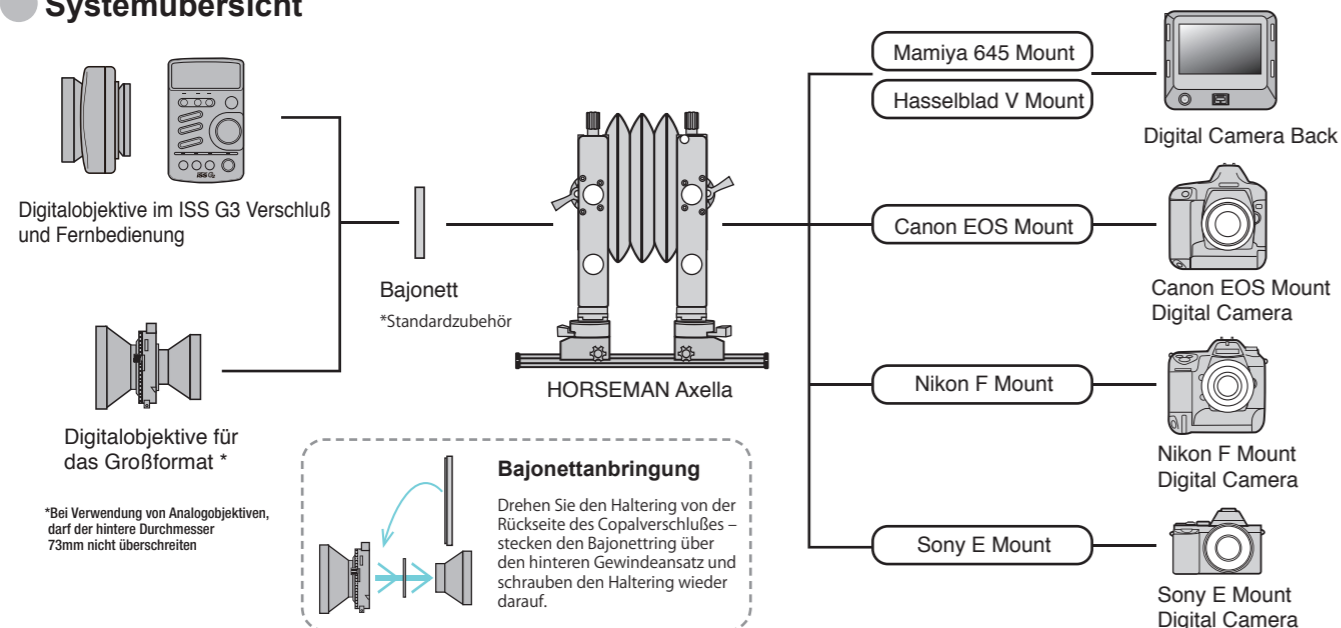 Systemübersicht
Digitalobjektive im ISS G3 Verschluß
und Fernbedienung
Digitalobjektive für
das Großformat *
*Bei Verwendung von Analogobjektiven,
darf der hintere Durchmesser
73mm nicht überschreiten
Bajonett
*Standardzubehör
HORSEMAN Axella
Bajonettanbringung
Drehen Sie den Haltering von der
Rückseite des Copalverschlußes –
stecken den Bajonettring über
den hinteren Gewindeansatz und
schrauben den Haltering wieder
darauf.
Mamiya 645 Mount
Hasselblad V Mount
Digital Camera Back
Canon EOS Mount
Canon EOS Mount
Digital Camera
Nikon F Mount
Nikon F Mount
Digital Camera
Sony E Mount
Sony E Mount
Digital Camera